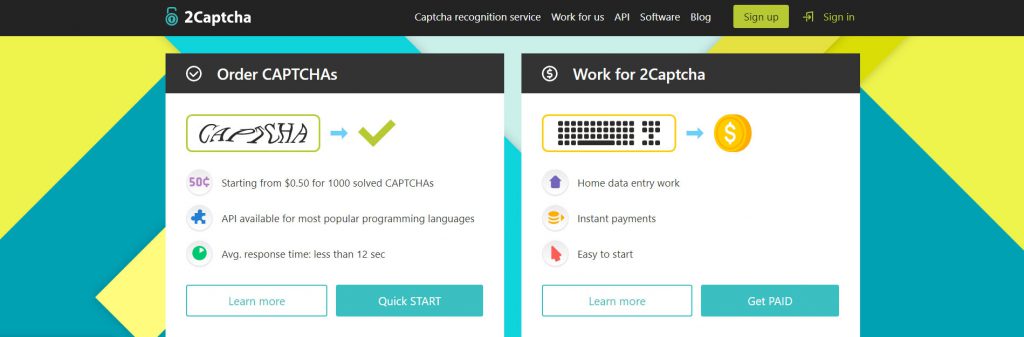 2Captcha
Captcha recognition service Work for us API Software Blog Sign up Sign in
Order CAPTCHAs
CAPTCHA
50¢
Starting from $0.50 for 1000 solved CAPTCHAs
API available for most popular programming languages
Avg. response time: less than 12 sec
Learn more Quick START
Work for 2Captcha
$
Home data entry work
Instant payments
Easy to start
Learn more Get PAID